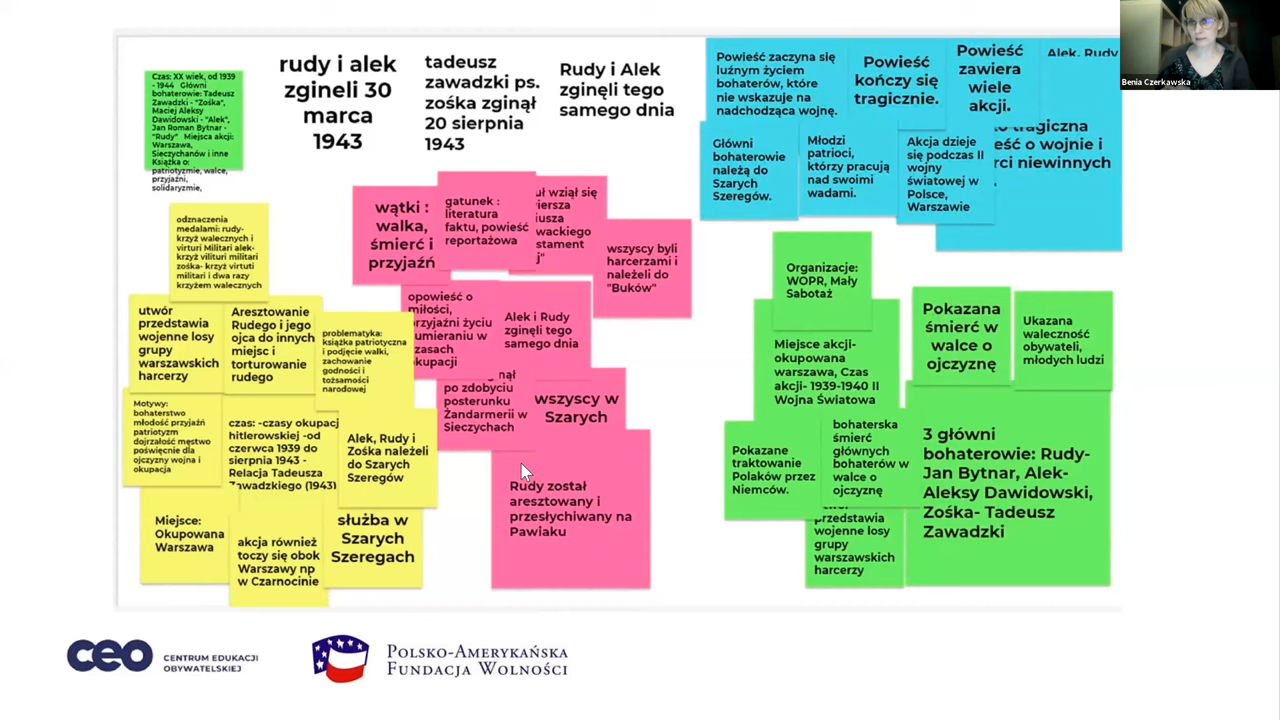 Czas: XX wiek, od 1939
- 1944 Główni
bohaterowie: Tadeusz
Zawadzki - "Zośka",
Maciej Aleksy
Dawidowski - "Alek",
Jan Roman Bytnar -
"Rudy" Miejsca akcji:
Warszawa,
Sieczychanów i inne
Książka o:
patriotyzmie, walce,
przyjaźni,
solidaryzmie,
rudy i alek
zgineli 30
marca
1943
tadeusz
zawadzki ps.
zośka zginął
20 sierpnia
1943
Rudy i Alek
zginęli tego
samego dnia
Powieść zaczyna się
luźnym życiem
bohaterów, które
nie wskazuje na
nadchodząca wojnę.
Powieść
kończy się
tragicznie.
Powieść
zawiera
wiele
akcji.
Alek, Rudy
Benia Czerkawska
Główni
bohaterowie
należą do
Szarych
Szeregów.
Młodzi
patrioci,
którzy pracują
nad swoimi
wadami.
Akcja dzieje
się podczas II
wojny
światowej w
Polsce,
Warszawie
tragiczna
o wojnie i
niewinnych
odznaczenia
medalami: rudy-
krzyż walecznych i
virturi Militari alek-
krzyż vilituri militari
zośka- krzyż virtuti
militari i dwa razy
krzyżem walecznych
wątki :
walka,
śmierć i
przyjaźń
gatunek :
literatura
faktu, powieść
reportażowa
wziął się
wszyscy byli
harcerzami i
należeli do
"Buków"
utwór
przedstawia
wojenne losy
grupy
warszawskich
harcerzy
Aresztowanie
Rudego i jego
ojca do innych
miejsc i
torturowanie
rudego
problematyka:
książka patriotyczna
i podjęcie walki,
zachowanie
godności i
tożsamości
narodowej
opowieść o
miłości,
przyjaźni życiu
umieraniu w
czasach
okupacji
Alek i Rudy
zginęli tego
samego dnia
po zdobyciu
posterunku
Żandarmerii w
Sieczychach
wszyscy w
Szarych
Rudy został
aresztowany i
przesłychiwany na
Pawiaku
Motywy:
bohaterstwo
młodość przyjaźń
patriotyzm
dojrzałość męstwo
poświęcnie dla
ojczyzny wojna i
okupacja
czas: -czasy okupacj
hitlerowskiej -od
czerwca 1939 do
sierpnia 1943 -
Relacja Tadeusza
Zawadzkiego (1943)
Alek, Rudy i
Zośka należeli
do Szarych
Szeregów
Miejsce:
Okupowana
Warszawa
akcja również
toczy się obok
Warszawy np
w Czarnocinie
służba w
Szarych
Szeregach
Organizacje:
WOPR, Mały
Sabotaż
Miejsce akcji-
okupowana
warszawa, Czas
akcji- 1939-1940 II
Wojna Światowa
Pokazana
śmierć w
walce o
ojczyznę
Ukazana
waleczność
obywateli,
młodych ludzi
Pokazane
traktowanie
Polaków przez
Niemców.
bohaterska
śmierć
głównych
bohaterów w
walce o
ojczyznę
przedstawia
wojenne losy
grupy
warszawskich
harcerzy
3 główni
bohaterowie: Rudy-
Jan Bytnar, Alek-
Aleksy Dawidowski,
Zośka- Tadeusz
Zawadzki
ceo
CENTRUM EDUKACJI
OBYWATELSKIEJ
POLSKO-AMERYKAŃSKA
FUNDACJA WOLNOŚCI